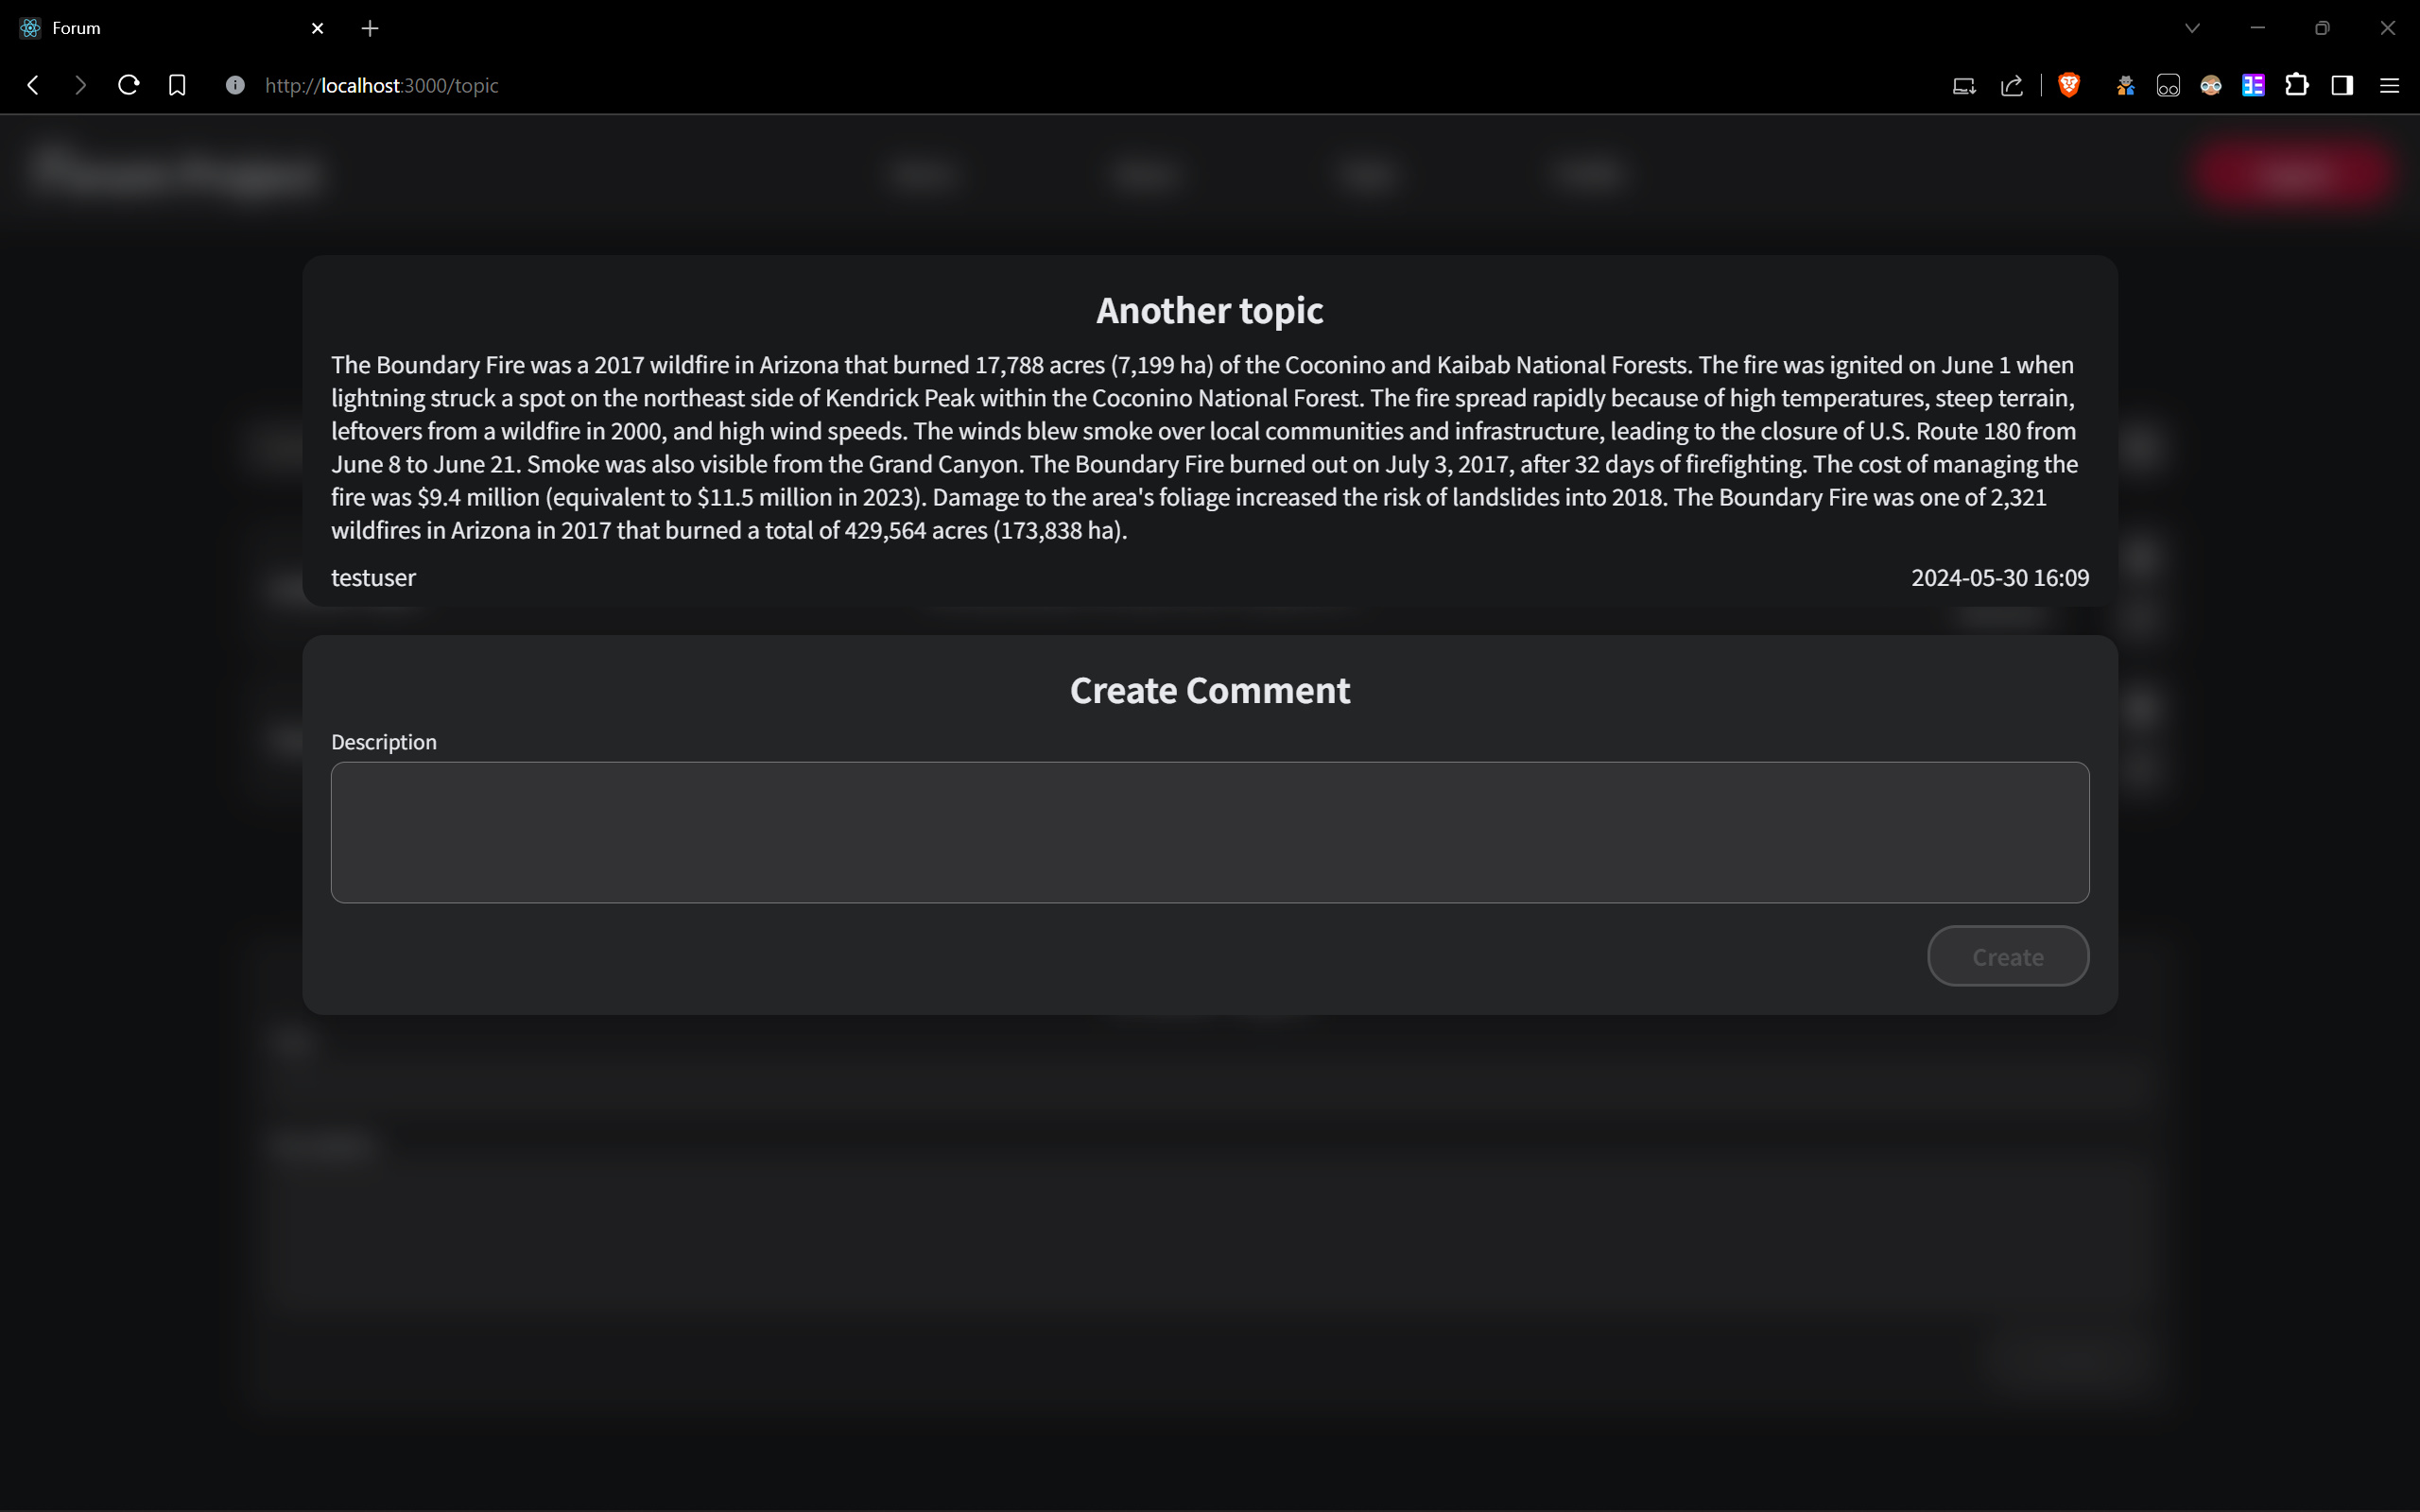 Forum
http://localhost:3000/topic
Another topic
The Boundary Fire was a 2017 wildfire in Arizona that burned 17,788 acres (7,199 ha) of the Coconino and Kaibab National Forests. The fire was ignited on June 1 when
lightning struck a spot on the northeast side of Kendrick Peak within the Coconino National Forest. The fire spread rapidly because of high temperatures, steep terrain,
leftovers from a wildfire in 2000, and high wind speeds. The winds blew smoke over local communities and infrastructure, leading to the closure of U.S. Route 180 from
June 8 to June 21. Smoke was also visible from the Grand Canyon. The Boundary Fire burned out on July 3, 2017, after 32 days of firefighting. The cost of managing the
fire was $9.4 million (equivalent to $11.5 million in 2023). Damage to the area's foliage increased the risk of landslides into 2018. The Boundary Fire was one of 2,321
wildfires in Arizona in 2017 that burned a total of 429,564 acres (173,838 ha).
testuser
2024-05-30 16:09
Create Comment
Description
Create